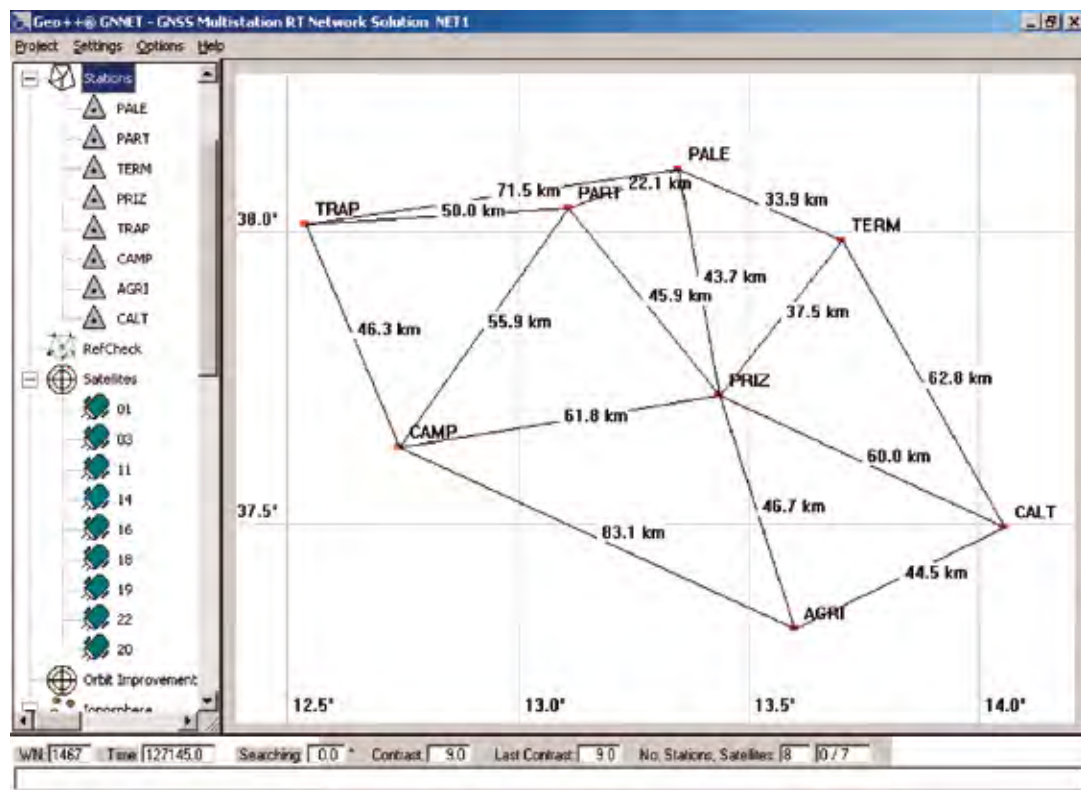 Geo++® GNNET - GNSS Multistation RT Network Solution NET1
Project Settings Options Help
Stations
PALE
PART
TERM
PRIZ
TRAP
CAMP
AGRI
CALT
RefCheck
Satelites
01
03
11
14
16
18
19
22
20
Orbit Improvement
Ionosphere
PALE
22.1 km
71.5 km
PART
33.9 km
TRAP
50.0 km
38.0°
TERM
43.7 km
45.9 km
37.5 km
46.3 km
55.9 km
PRIZ
62.8 km
61.8 km
CAMP
60.0 km
46.7 km
37.5°
CALT
83.1 km
44.5 km
AGRI
12.5° 13.0° 13.5° 14.0°
WN: 1467 Time: 127145.0 Searching: 0.0 ° Contrast: 9.0 Last Contrast: 9.0 No. Stations, Satellites: 8 0 / 7